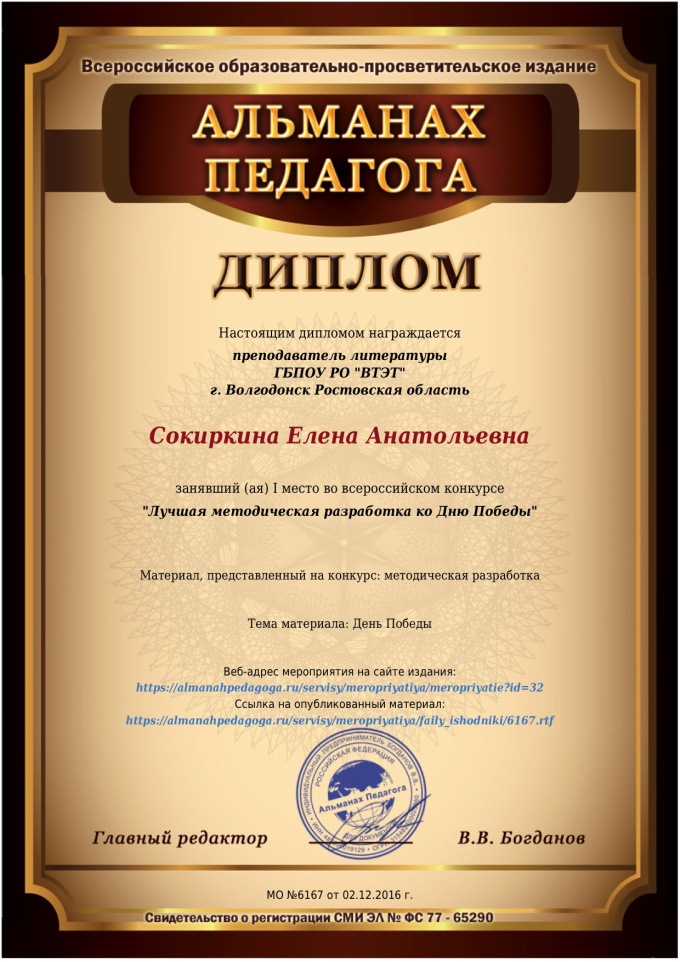 Всероссийское образовательно-просветительское издание
АЛЬМАНАХ
ПЕДАГОГА
ДИПЛОМ
Настоящим дипломом награждается
преподаватель литературы
ГБПОУ РО "ВТЭТ"
г. Волгодонск Ростовская область
Сокиркина Елена Анатольевна
занявший (ая) I место во всероссийском конкурсе
"Лучшая методическая разработка ко Дню Победы"
Материал, представленный на конкурс: методическая разработка
Тема материала: День Победы
Веб-адрес мероприятия на сайте издания:
https://almanahpedagoga.ru/servisy/meropriyatiya/meropriyatie?id=32
Ссылка на опубликованный материал:
https://almanahpedagoga.ru/servisy/meropriyatiya/faily_ishodniki/6167.rtf
ИНДИВИДУАЛЬНЫЙ ПРЕДПРИНИМАТЕЛЬ БОГДАНОВ В.В.
РОССИЙСКАЯ ФЕДЕРАЦИЯ
Альманах Педагога
Главный редактор
В.В. Богданов
МО №6167 от 02.12.2016 г.
Свидетельство о регистрации СМИ ЭЛ № ФС 77 - 65290